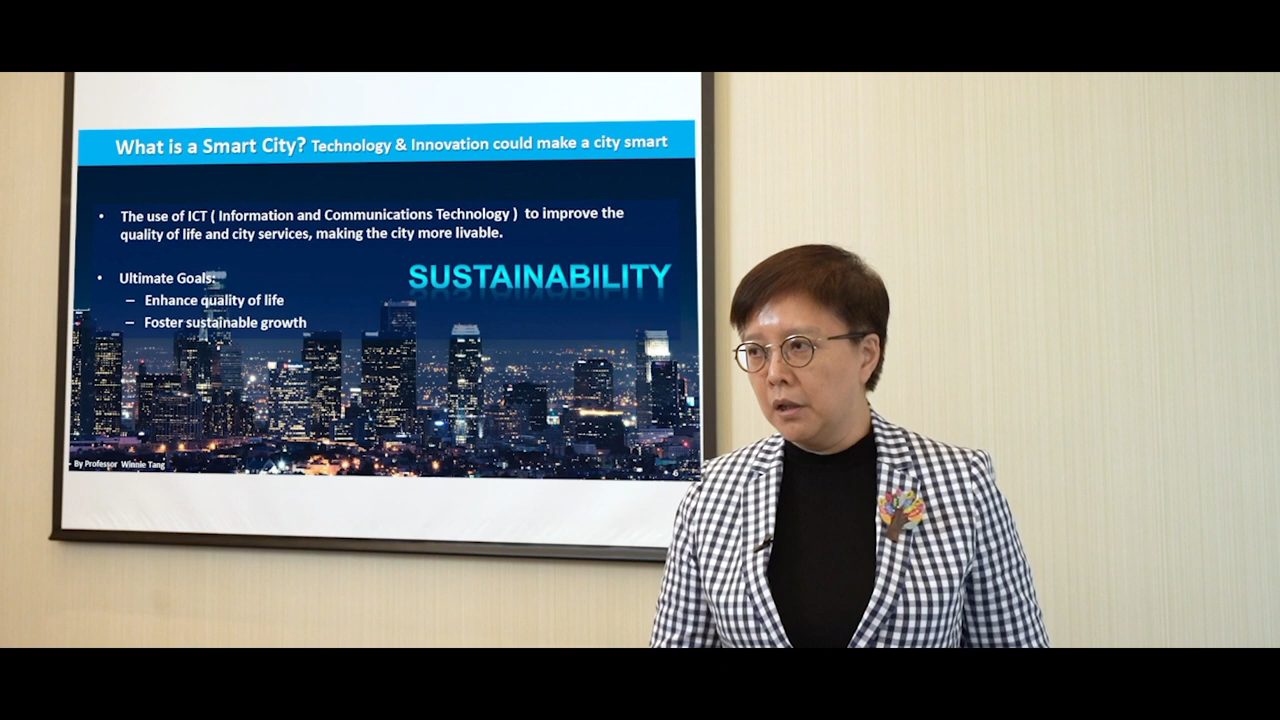 What is a Smart City? Technology & Innovation could make a city smart
• The use of ICT ( Information and Communications Technology ) to improve the
quality of life and city services, making the city more livable.
• Ultimate Goals:
SUSTAINABILITY
– Enhance quality of life
– Foster sustainable growth
By Professor Winnie Tang
6